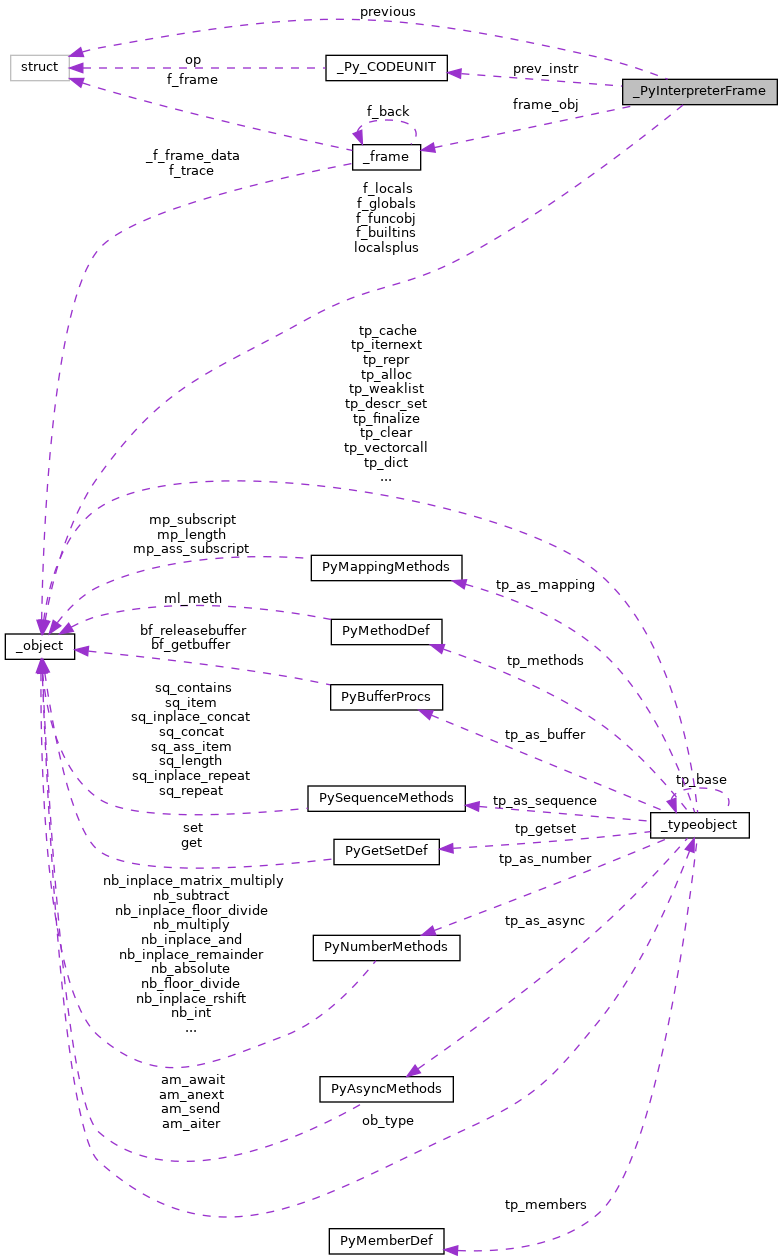 previous
struct
op
_Py_CODEUNIT
prev_instr
_PyInterpreterFrame
f_frame
frame_obj
f_back
_frame
_f_frame_data
f_trace
f_locals
f_globals
f_funcobj
f_builtins
localsplus
tp_cache
tp_iternext
tp_repr
tp_alloc
tp_weaklist
tp_descr_set
tp_finalize
tp_clear
tp_vectorcall
tp_dict
...
mp_subscript
mp_length
mp_ass_subscript
PyMappingMethods
tp_as_mapping
ml_meth
PyMethodDef
_object
bf_releasebuffer
bf_getbuffer
tp_methods
PyBufferProcs
sq_contains
sq_item
sq_inplace_concat
sq_concat
sq_ass_item
sq_length
sq_inplace_repeat
sq_repeat
tp_as_buffer
tp_base
PySequenceMethods
tp_as_sequence
_typeobject
set
get
PyGetSetDef
tp_getset
tp_as_number
nb_inplace_matrix_multiply
nb_subtract
nb_inplace_floor_divide
nb_multiply
nb_inplace_and
nb_inplace_remainder
nb_absolute
nb_floor_divide
nb_inplace_rshift
nb_int
...
PyNumberMethods
tp_as_async
am_await
am_anext
am_send
am_aiter
PyAsyncMethods
ob_type
tp_members
PyMemberDef